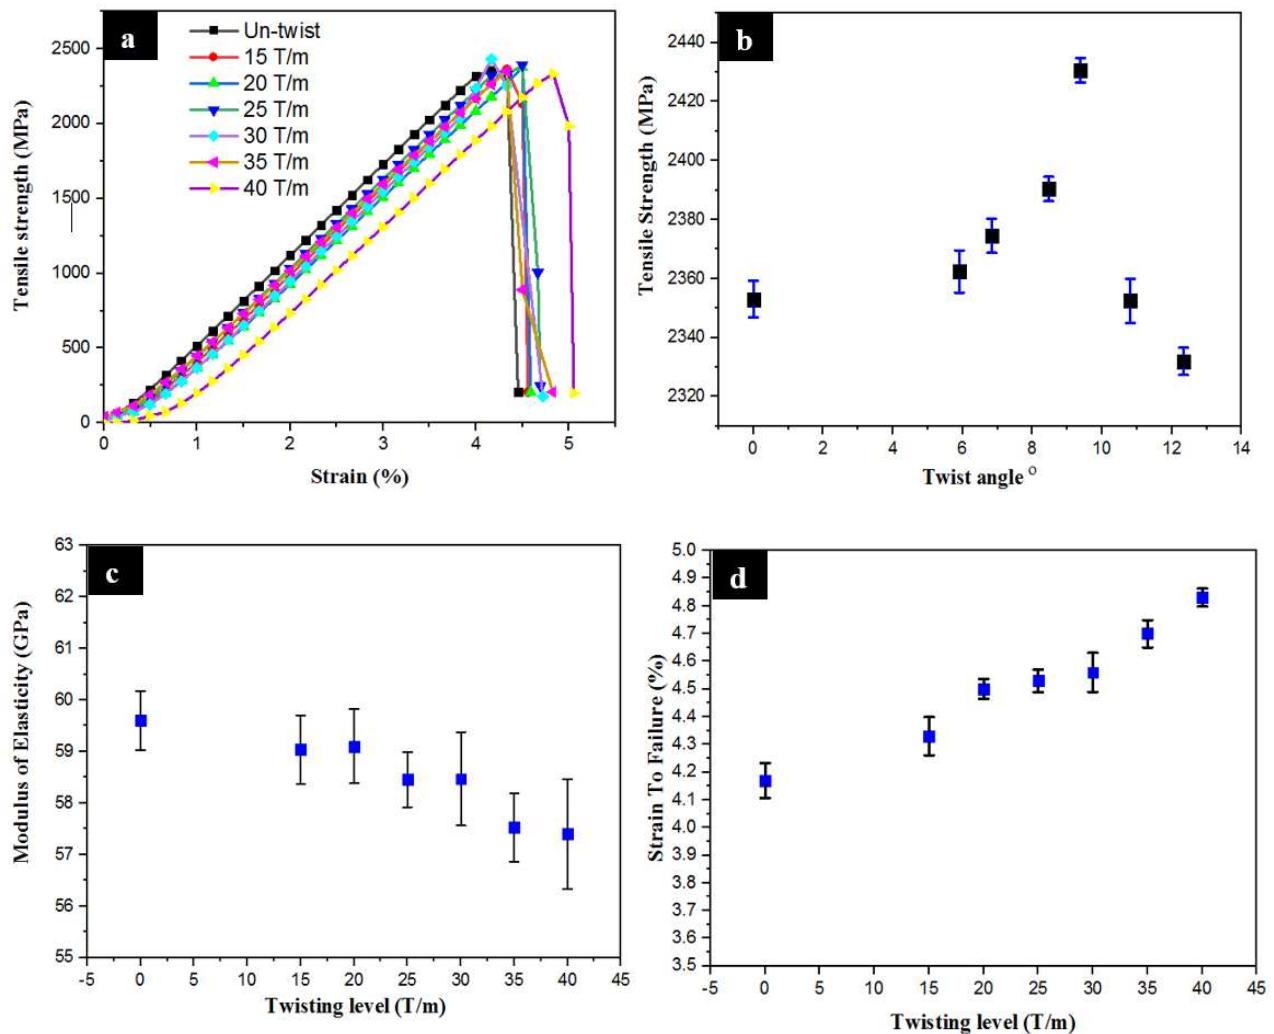 a
Un-twist
15 T/m
20 T/m
25 T/m
30 T/m
35 T/m
40 T/m
2500
2000
1500
1000
500
0
Tensile strength (MPa)
0 1 2 3 4 5
Strain (%)
b
2440
2420
2400
2380
2360
2340
2320
Tensile Strength (MPa)
0 2 4 6 8 10 12 14
Twist angle °
c
63
62
61
60
59
58
57
56
55
Modulus of Elasticity (GPa)
-5 0 5 10 15 20 25 30 35 40 45
Twisting level (T/m)
d
5.0
4.9
4.8
4.7
4.6
4.5
4.4
4.3
4.2
4.1
4.0
3.9
3.8
3.7
3.6
3.5
Strain To Failure (%)
-5 0 5 10 15 20 25 30 35 40 45
Twisting level (T/m)